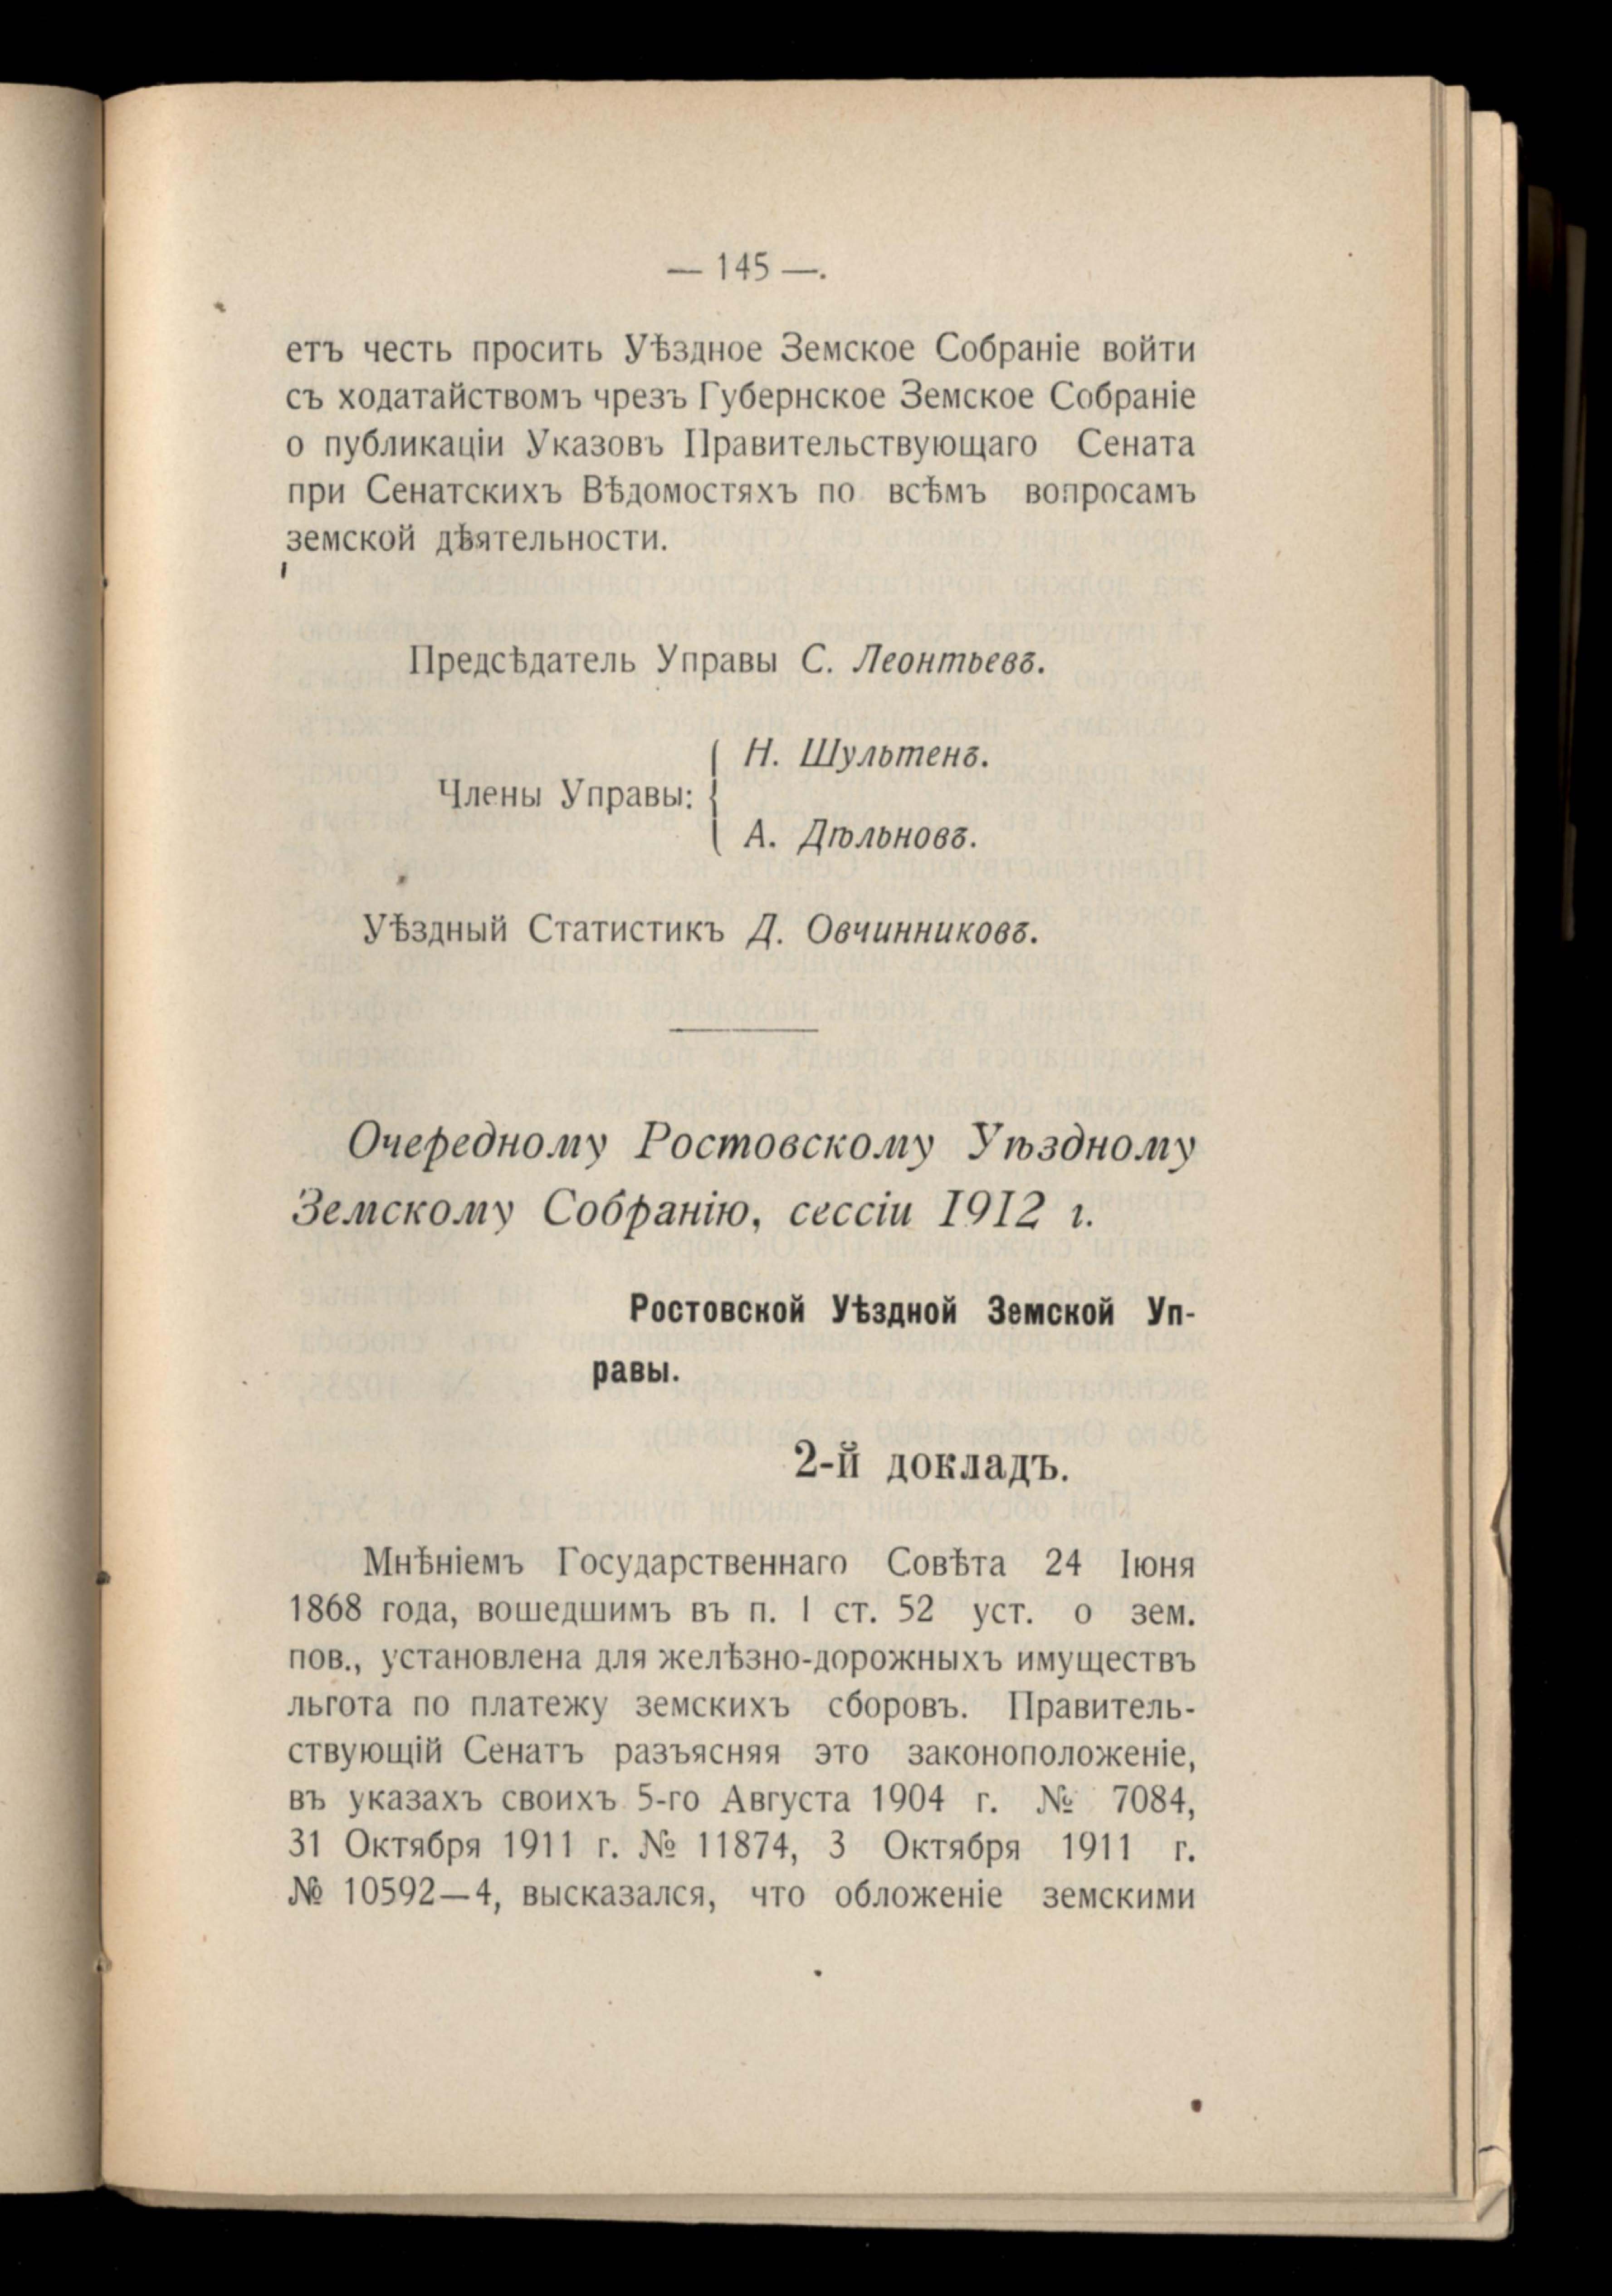 — 145 —.
етъ честь просить Уѣздное Земское Собраніе войти
съ ходатайствомъ чрезъ Губернское Земское Собраніе
о публикаціи Указовъ Правительствующаго Сената
при Сенатскихъ Вѣдомостяхъ по всѣмъ вопросамъ
земской дѣятельности.
Предсѣдатель Управы С. Леонтьевъ.
Члены Управы: { Н. Шультенъ.
А. Дѣльновъ.
Уѣздный Статистикъ Д. Овчинниковъ.
Очередному Ростовскому Уѣздному
Земскому Собранію, сессіи 1912 г.
Ростовской Уѣздной Земской Уп-
равы.
2-й докладъ.
Мнѣніемъ Государственнаго Совѣта 24 Іюня
1868 года, вошедшимъ въ п. I ст. 52 уст. о зем.
пов., установлена для желѣзно-дорожныхъ имуществъ
льгота по платежу земскихъ сборовъ. Правитель-
ствующій Сенатъ разъясняя это законоположеніе,
въ указахъ своихъ 5-го Августа 1904 г. № 7084,
31 Октября 1911 г. № 11874, 3 Октября 1911 г.
№ 10592—4, высказался, что обложеніе земскими